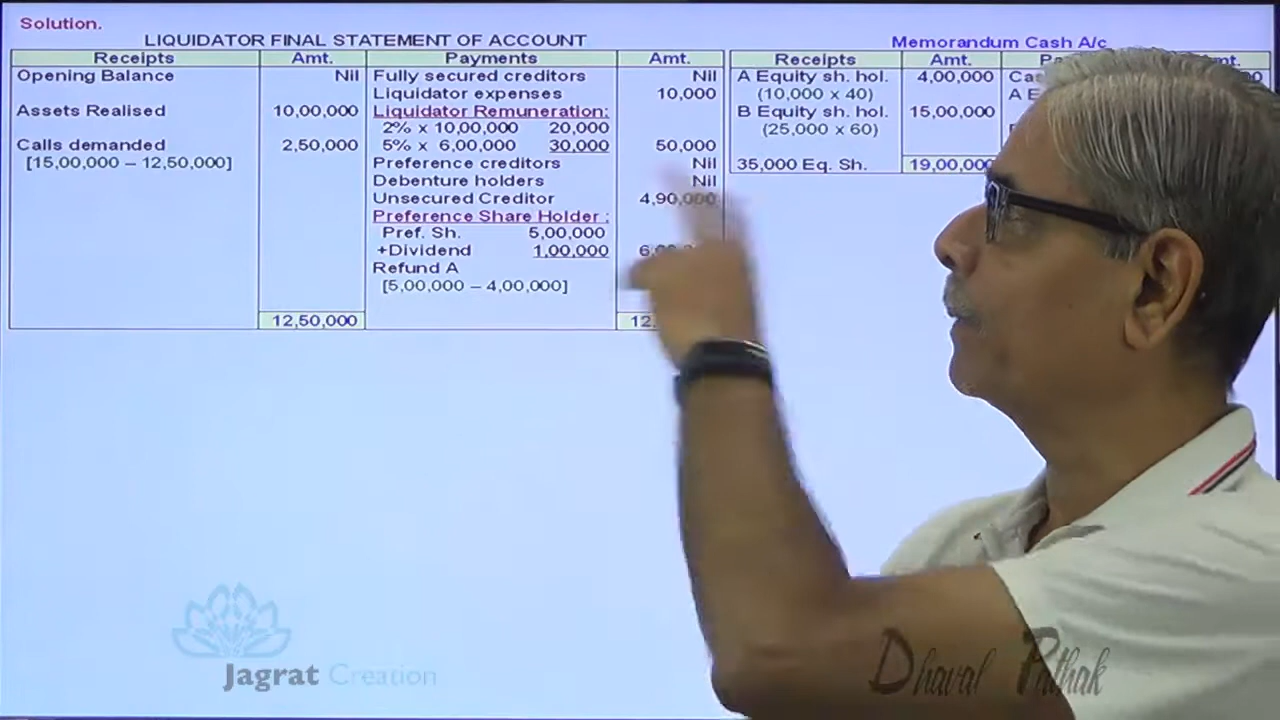 Solution.
LIQUIDATOR FINAL STATEMENT OF ACCOUNT
Receipts Amt. Payments Amt.
Opening Balance Nil Fully secured creditors Nil
Liquidator expenses 10,000
Assets Realised 10,00,000 Liquidator Remuneration:
2% x 10,00,000 20,000
Calls demanded 2,50,000 5% x 6,00,000 30,000 50,000
[15,00,000 – 12,50,000] Preference creditors Nil
Debenture holders Nil
Unsecured Creditor 4,90,000
Preference Share Holder :
Pref. Sh. 5,00,000
+Dividend 1,00,000
Refund A
[5,00,000 – 4,00,000]
12,50,000
Memorandum Cash A/c
Receipts Amt.
A Equity sh. hol. 4,00,000
(10,000 x 40) A E
B Equity sh. hol. 15,00,000
(25,000 x 60)
35,000 Eq. Sh. 19,00,000
Jagrat Creation
Dhaval Pathak